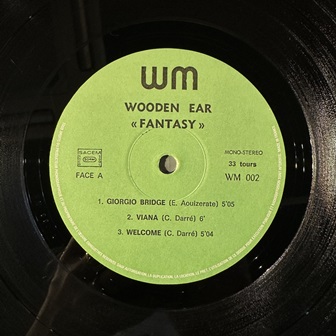 wm
WOODEN EAR
« FANTASY »
SACEM
FACE A
MONO-STEREO
33 tours
WM 002
1. GIORGIO BRIDGE (E. Aouizerate) 5'05
2. VIANA (C. Darré) 6'
3. WELCOME (C. Darré) 5'04